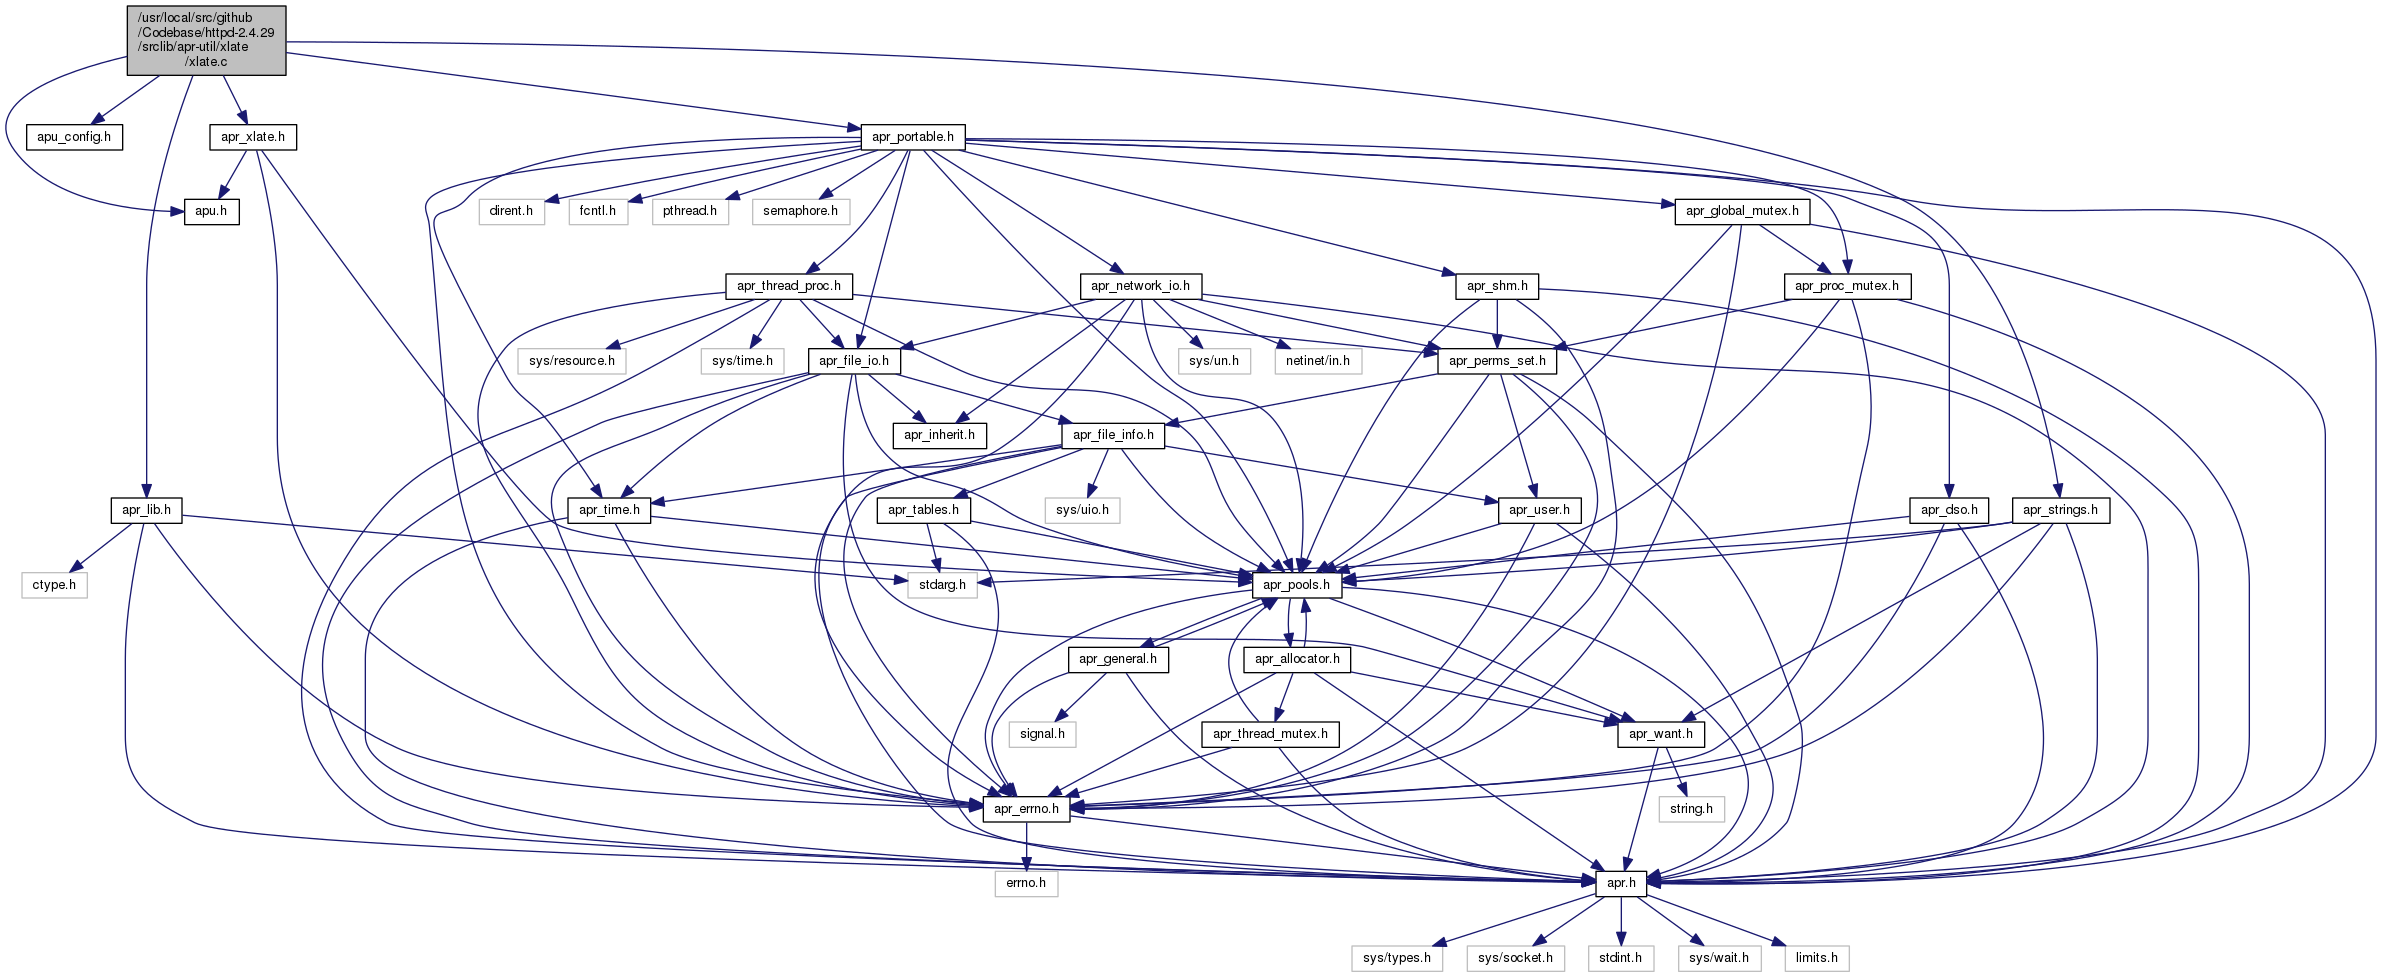 /usr/local/src/github
/Codebase/httpd-2.4.29
/srclib/apr-util/xlate
/xlate.c
apu_config.h
apr_xlate.h
apr_portable.h
apu.h
dirent.h
fcntl.h
pthread.h
semaphore.h
apr_global_mutex.h
apr_thread_proc.h
apr_network_io.h
apr_shm.h
apr_proc_mutex.h
sys/resource.h
sys/time.h
apr_file_io.h
sys/un.h
netinet/in.h
apr_perms_set.h
apr_inherit.h
apr_file_info.h
apr_lib.h
apr_time.h
apr_tables.h
sys/uio.h
apr_user.h
apr_dso.h
apr_strings.h
ctype.h
stdarg.h
apr_pools.h
apr_general.h
apr_allocator.h
signal.h
apr_thread_mutex.h
apr_want.h
apr_errno.h
string.h
errno.h
apr.h
sys/types.h
sys/socket.h
stdint.h
sys/wait.h
limits.h